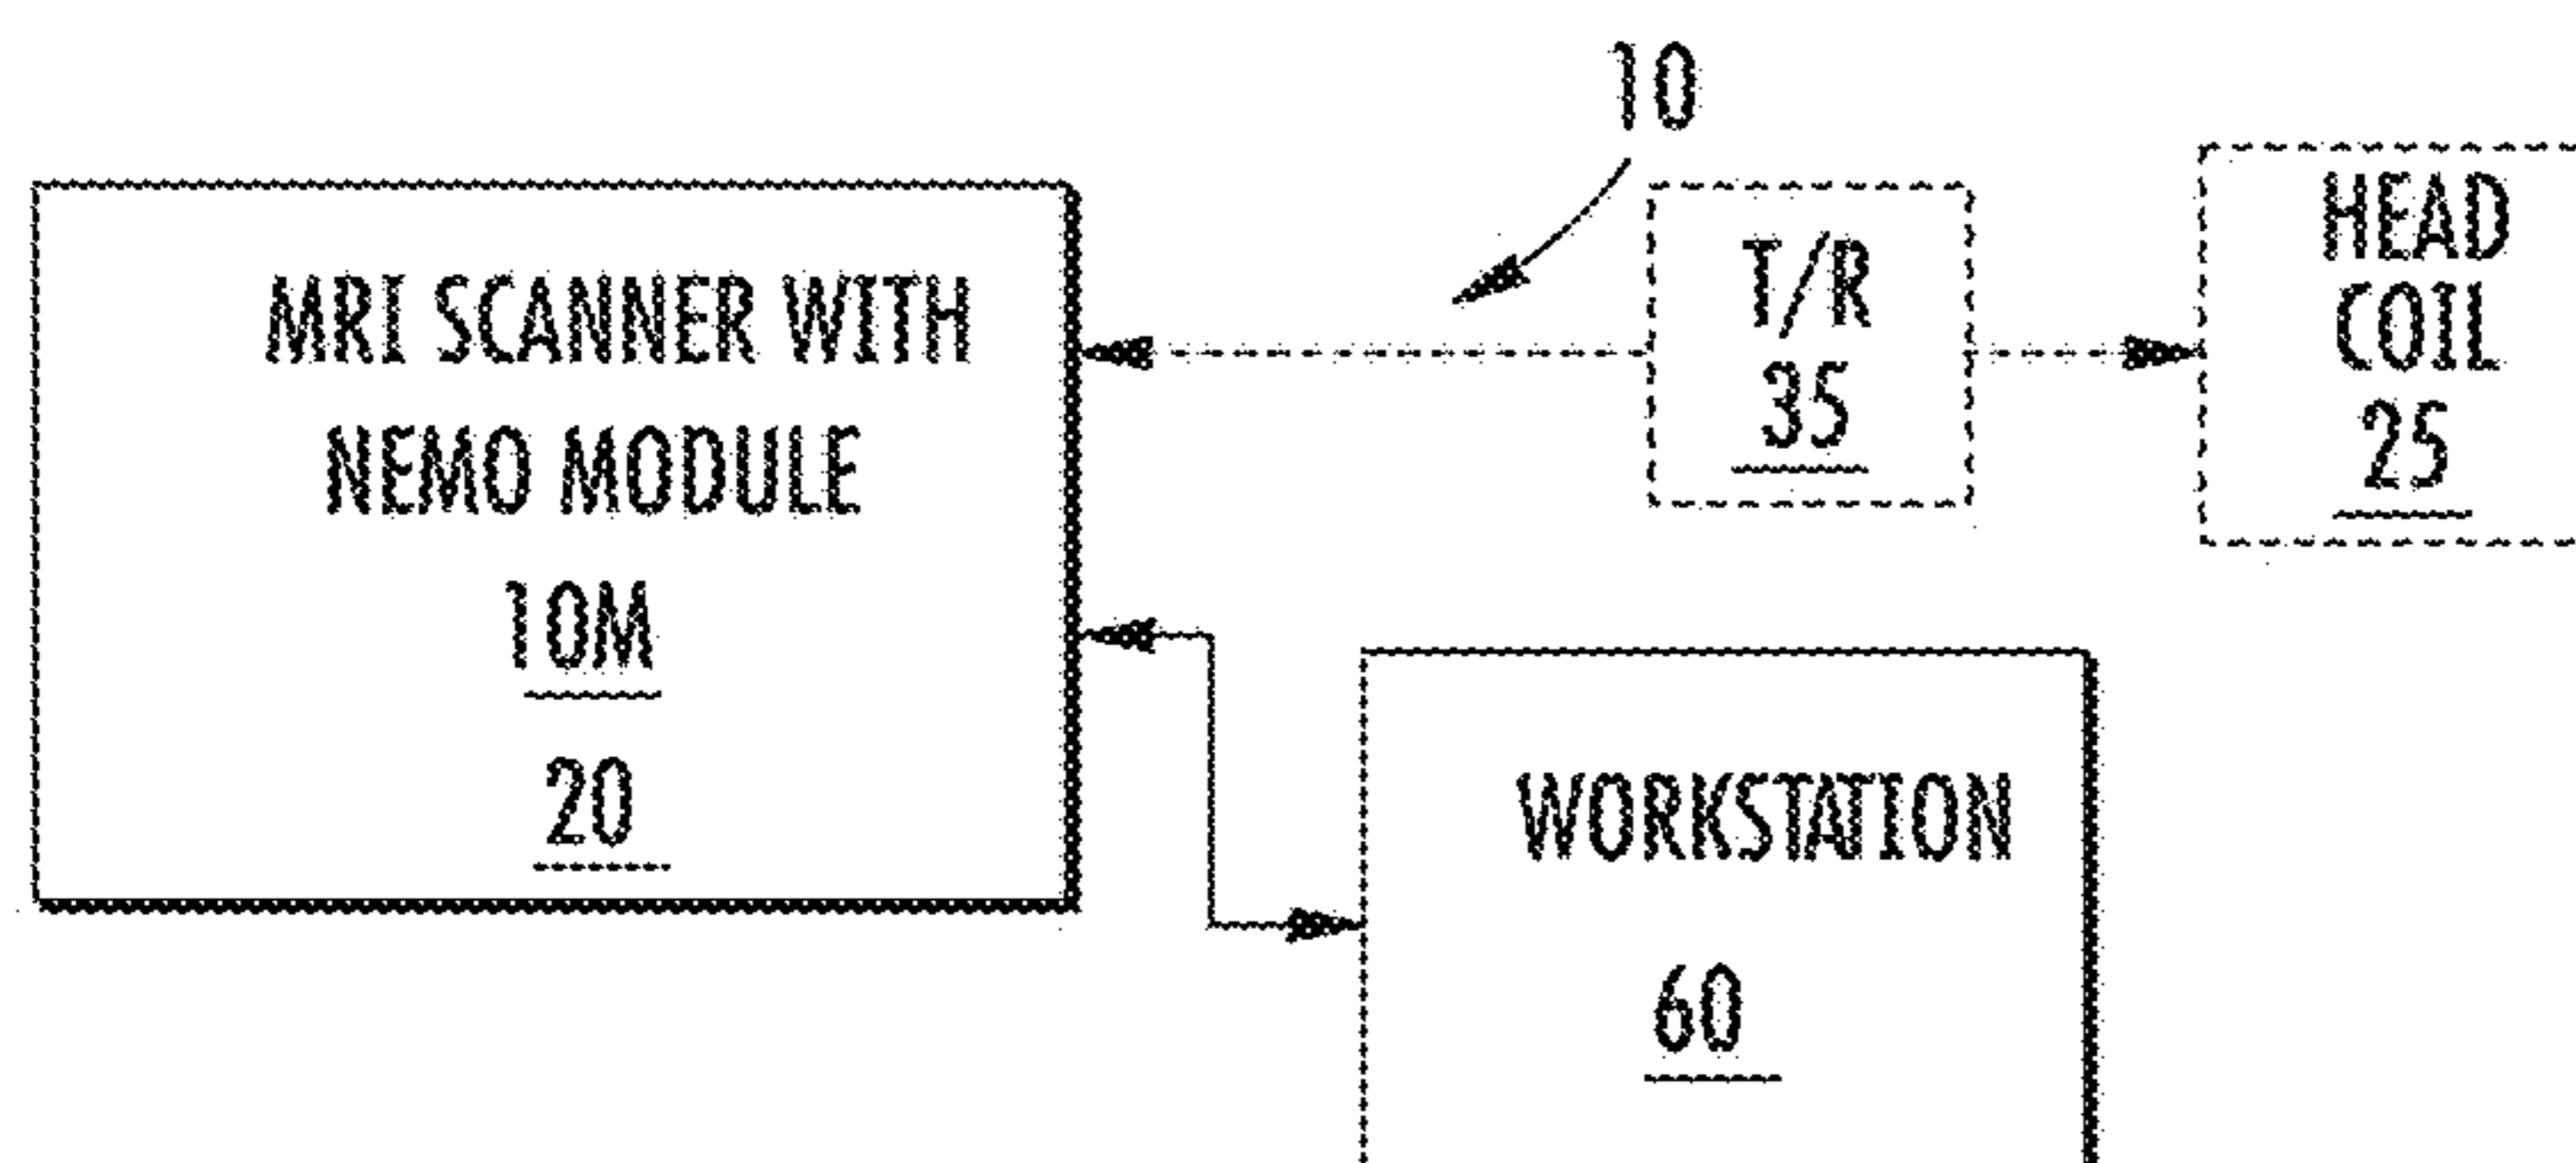 10
MRI SCANNER WITH
NEMO MODULE
10M
20
T/R
35
HEAD
COIL
25
WORKSTATION
60